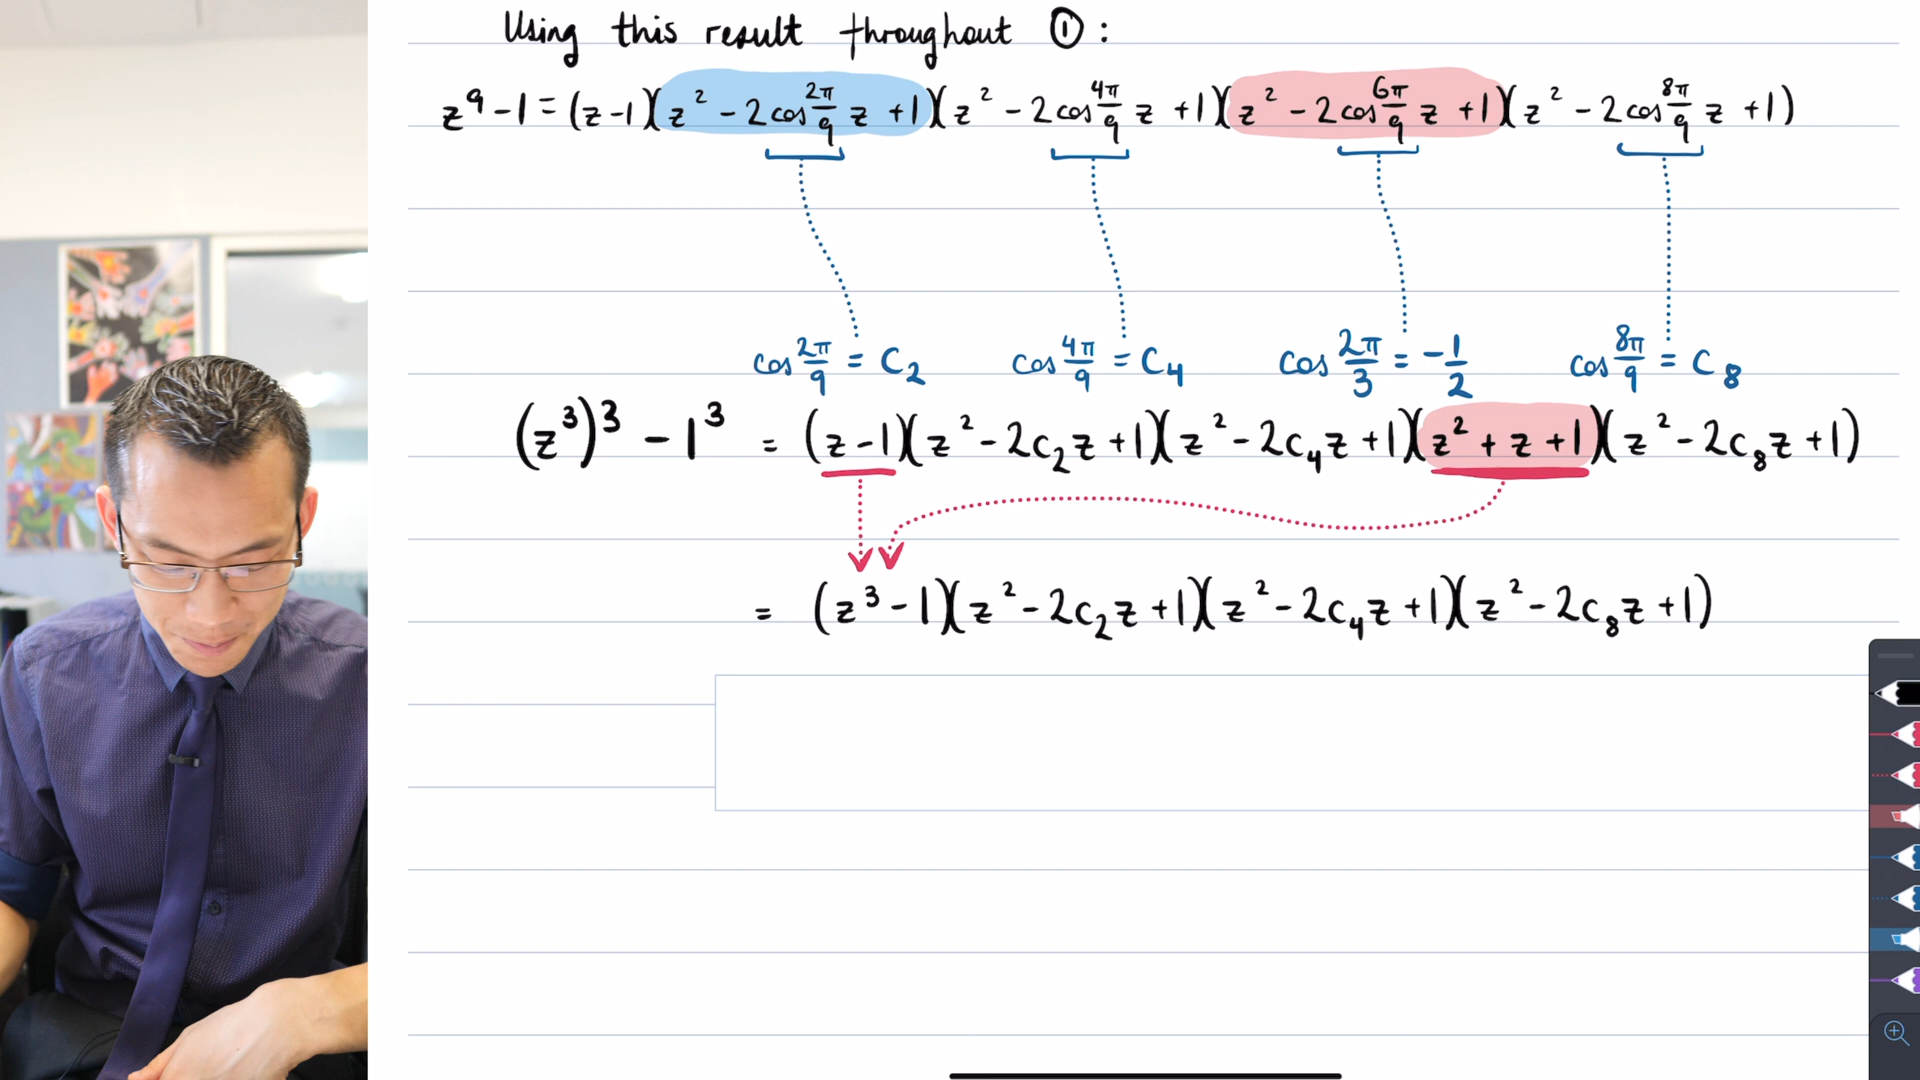 Using this result throughout ①:
z⁹ - 1 = (z - 1)(z² - 2cos 2π/9 z + 1)(z² - 2cos 4π/9 z + 1)(z² - 2cos 6π/9 z + 1)(z² - 2cos 8π/9 z + 1)
cos 2π/9 = C₂ cos 4π/9 = C₄ cos 2π/3 = -1/2 cos 8π/9 = C₈
(z³)³ - 1³ = (z - 1)(z² - 2c₂z + 1)(z² - 2c₄z + 1)(z² + z + 1)(z² - 2c₈z + 1)
= (z³ - 1)(z² - 2c₂z + 1)(z² - 2c₄z + 1)(z² - 2c₈z + 1)